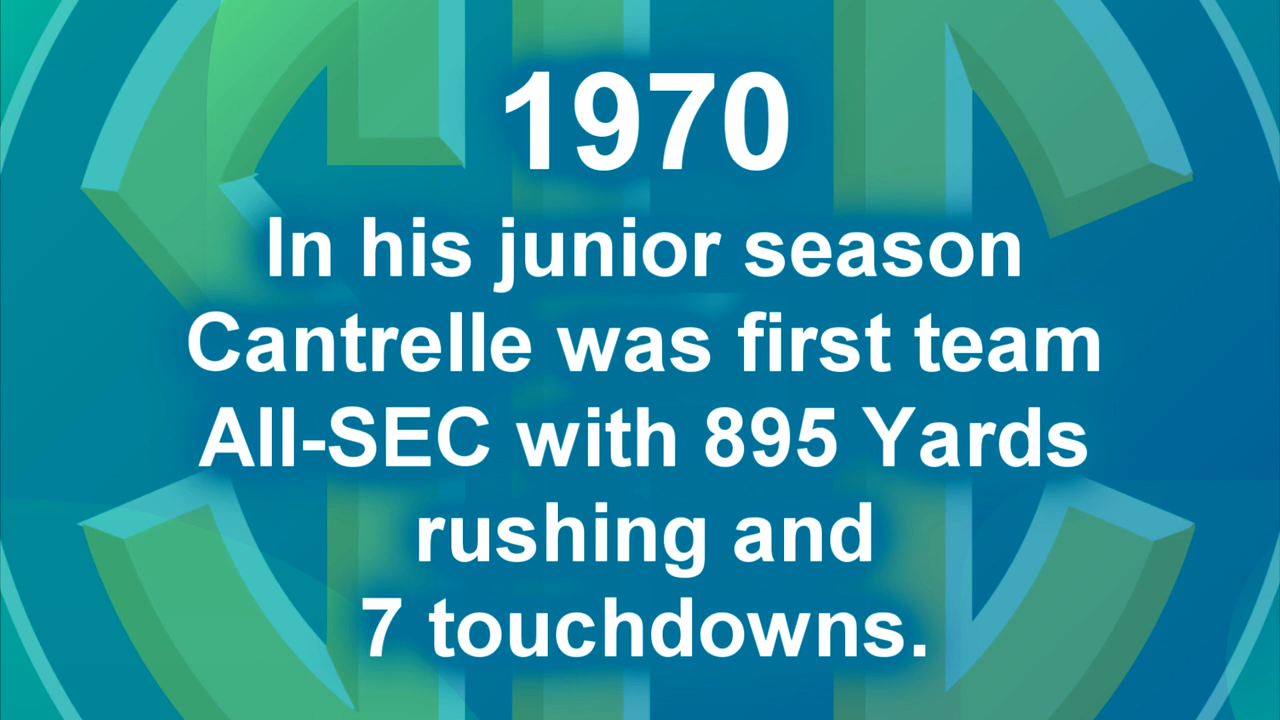 1970
In his junior season
Cantrelle was first team
All-SEC with 895 Yards
rushing and
7 touchdowns.